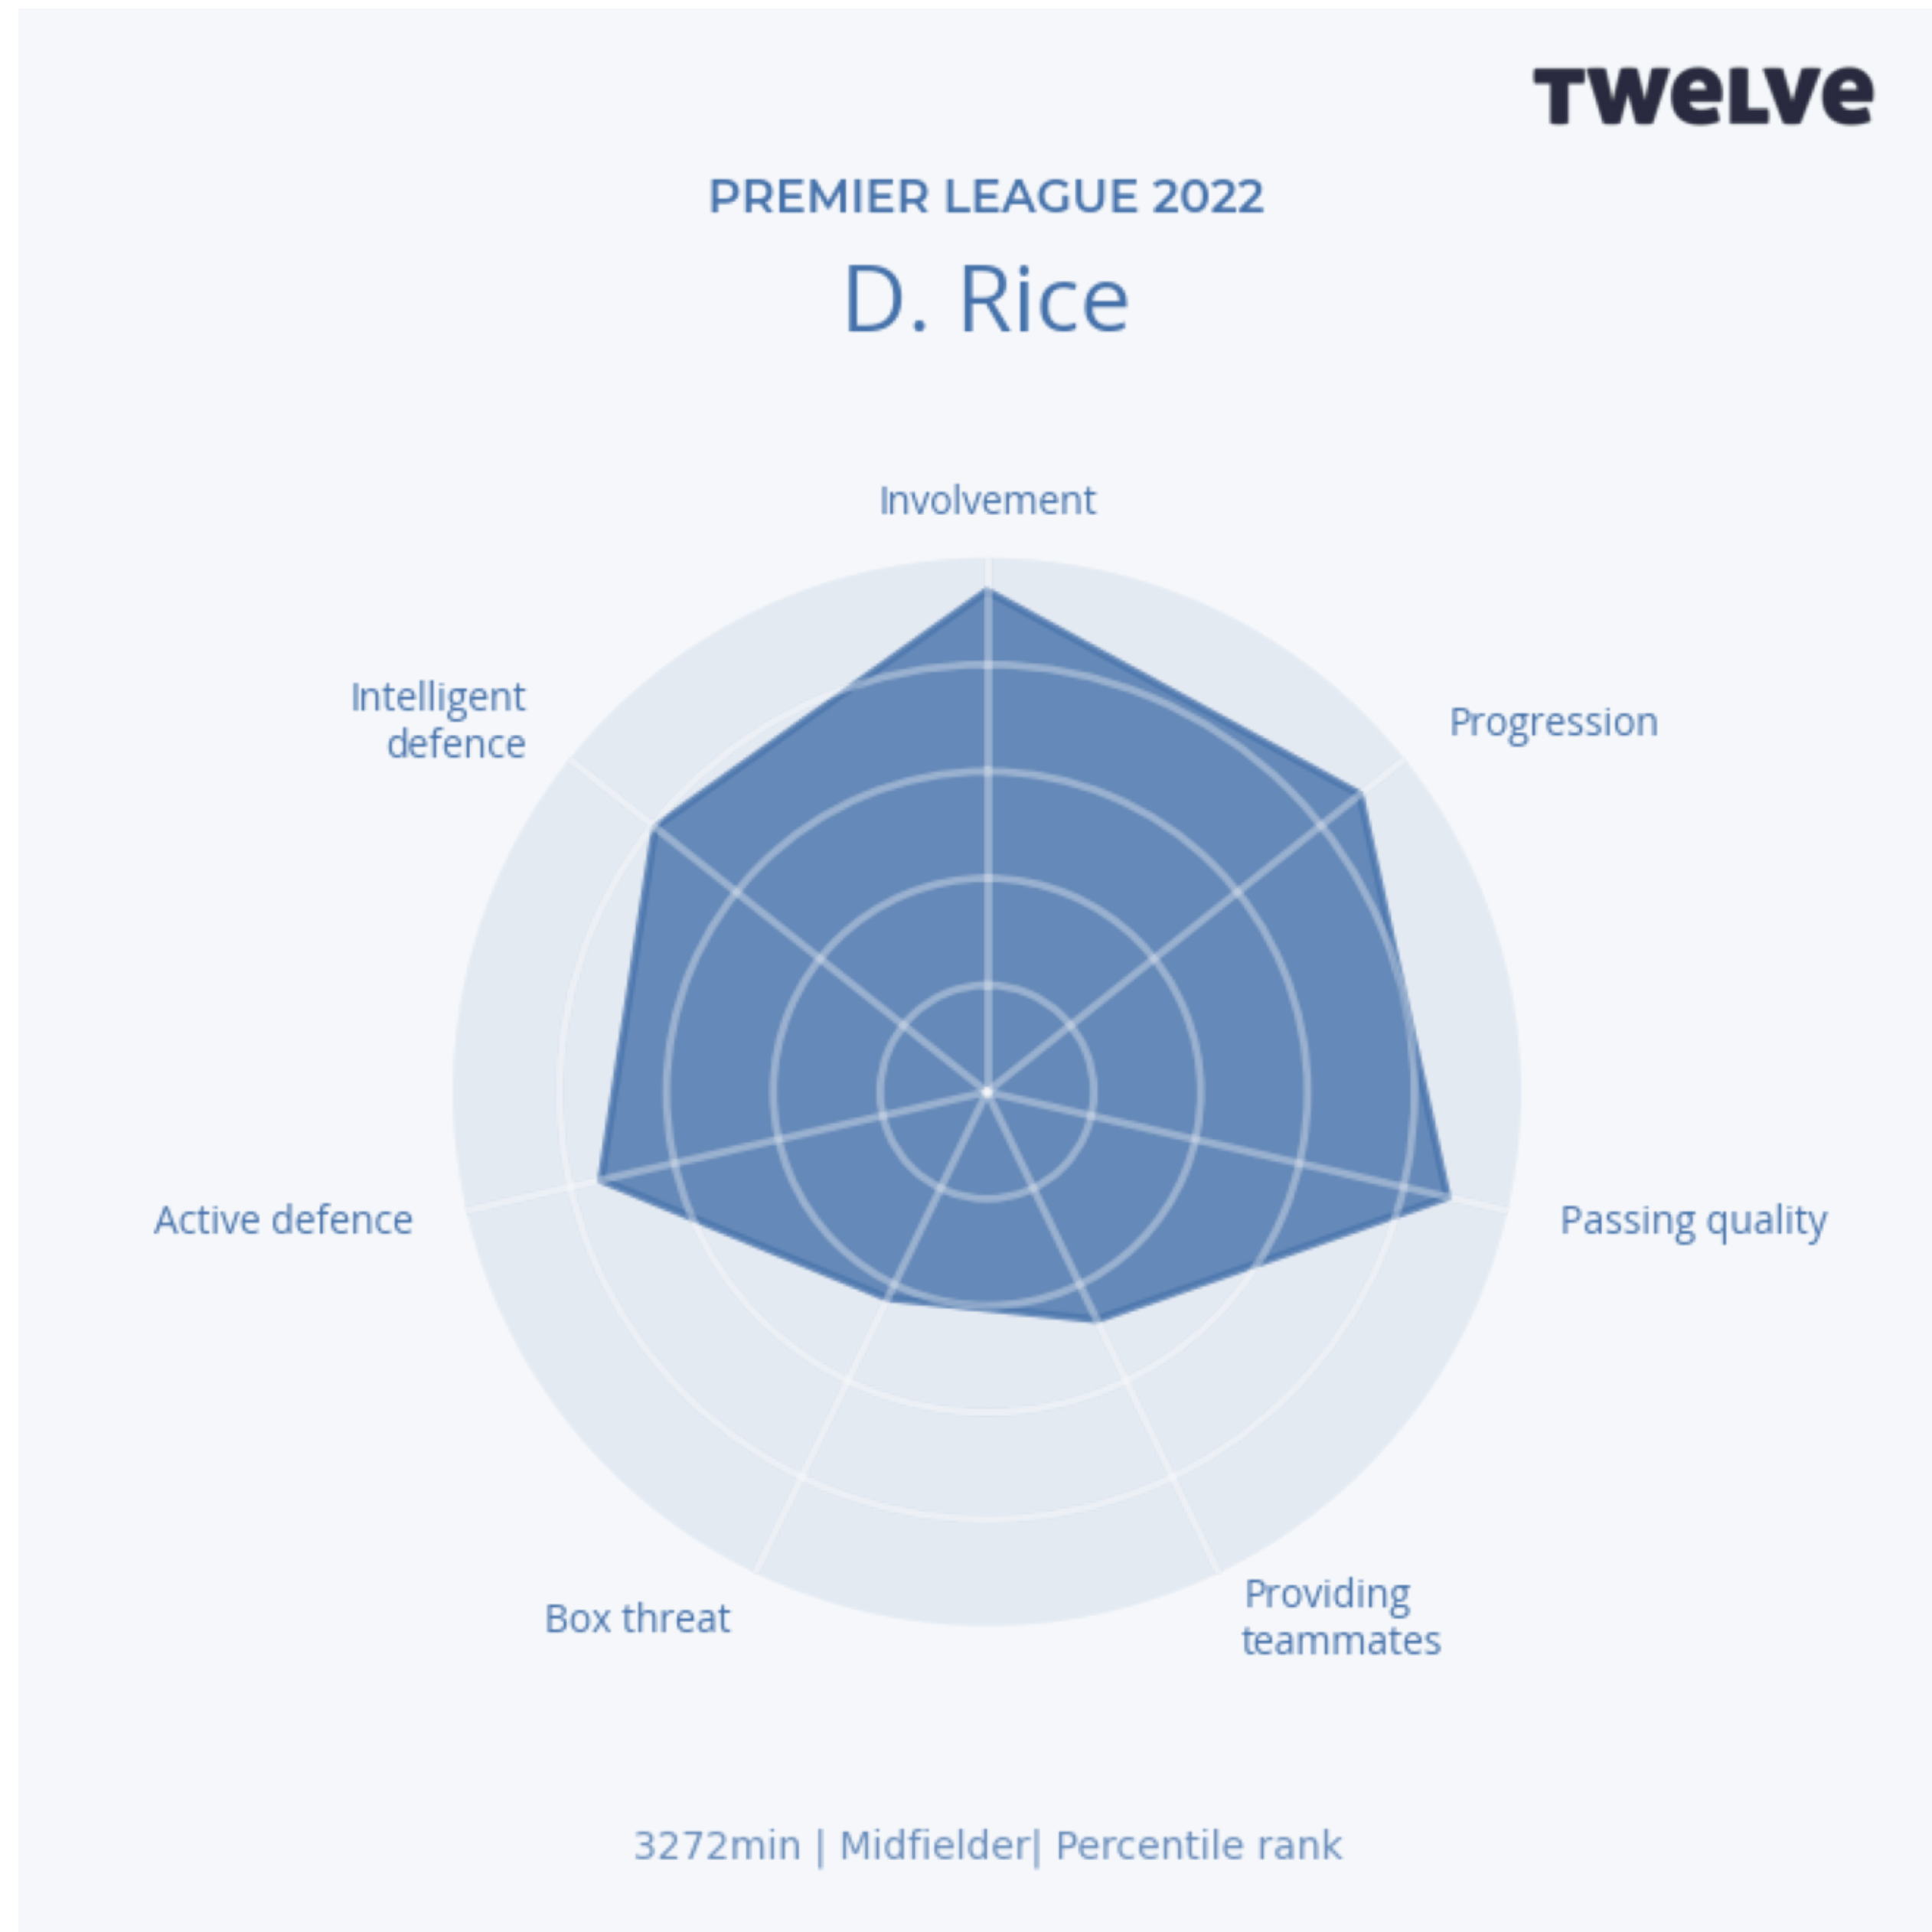 TWELVE
PREMIER LEAGUE 2022
D. Rice
Involvement
Intelligent
defence
Progression
Active defence
Passing quality
Box threat
Providing
teammates
3272min | Midfielder| Percentile rank